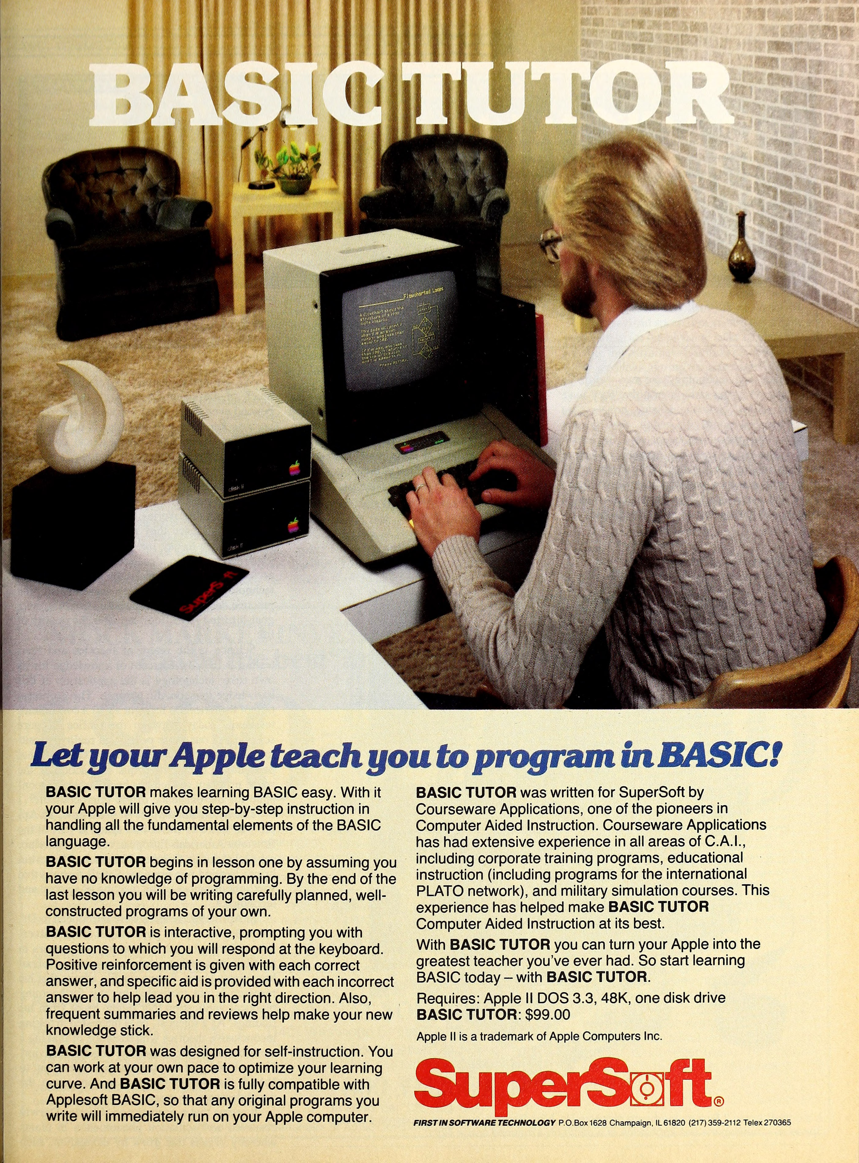 BASIC TUTOR
Flowcharted Loops
SuperSoft
Let your Apple teach you to program in BASIC!
BASIC TUTOR makes learning BASIC easy. With it
your Apple will give you step-by-step instruction in
handling all the fundamental elements of the BASIC
language.
BASIC TUTOR begins in lesson one by assuming you
have no knowledge of programming. By the end of the
last lesson you will be writing carefully planned, well-
constructed programs of your own.
BASIC TUTOR is interactive, prompting you with
questions to which you will respond at the keyboard.
Positive reinforcement is given with each correct
answer, and specific aid is provided with each incorrect
answer to help lead you in the right direction. Also,
frequent summaries and reviews help make your new
knowledge stick.
BASIC TUTOR was designed for self-instruction. You
can work at your own pace to optimize your learning
curve. And BASIC TUTOR is fully compatible with
Applesoft BASIC, so that any original programs you
write will immediately run on your Apple computer.
BASIC TUTOR was written for SuperSoft by
Courseware Applications, one of the pioneers in
Computer Aided Instruction. Courseware Applications
has had extensive experience in all areas of C.A.I.,
including corporate training programs, educational
instruction (including programs for the international
PLATO network), and military simulation courses. This
experience has helped make BASIC TUTOR
Computer Aided Instruction at its best.
With BASIC TUTOR you can turn your Apple into the
greatest teacher you've ever had. So start learning
BASIC today – with BASIC TUTOR.
Requires: Apple II DOS 3.3, 48K, one disk drive
BASIC TUTOR: $99.00
Apple II is a trademark of Apple Computers Inc.
SuperSoft®
FIRST IN SOFTWARE TECHNOLOGY P.O. Box 1628 Champaign, IL 61820 (217) 359-2112 Telex 270365